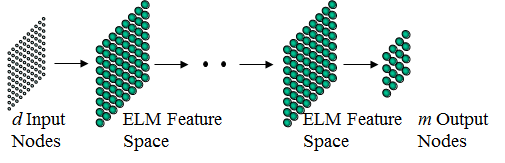 d Input
Nodes
ELM Feature
Space
ELM Feature
Space
m Output
Nodes